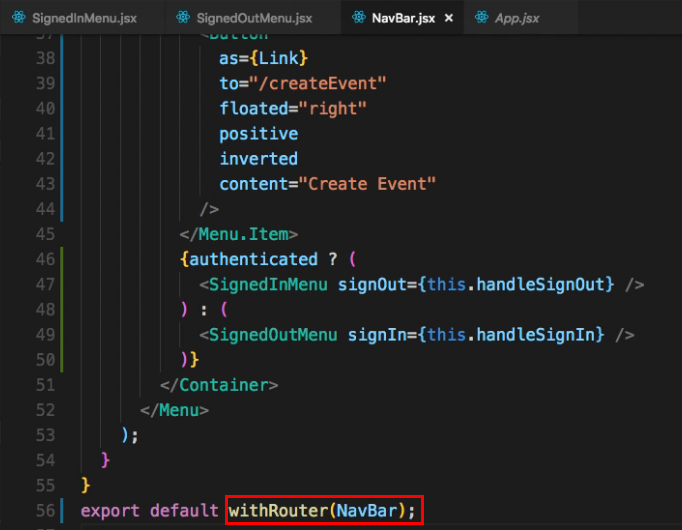 SignedInMenu.jsx SignedOutMenu.jsx NavBar.jsx × App.jsx
37 <Button
38 as={Link}
39 to="/createEvent"
40 floated="right"
41 positive
42 inverted
43 content="Create Event"
44 />
45 </Menu.Item>
46 {authenticated ? (
47 <SignedInMenu signOut={this.handleSignOut} />
48 ) : (
49 <SignedOutMenu signIn={this.handleSignIn} />
50 )}
51 </Container>
52 </Menu>
53 );
54 }
55 }
56 export default withRouter(NavBar);